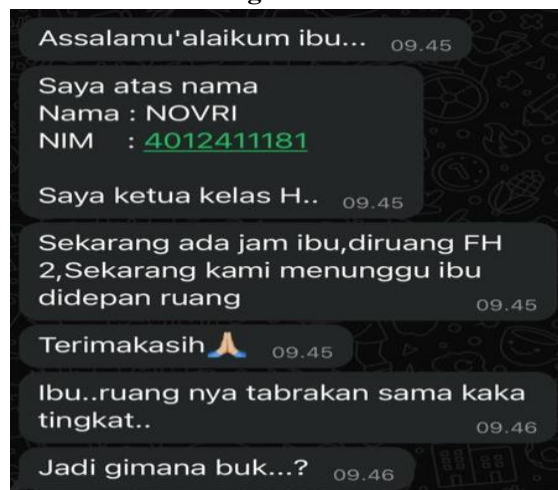 Assalamu'alaikum ibu... 09.45
Saya atas nama
Nama : NOVRI
NIM : 4012411181
Saya ketua kelas H.. 09.45
Sekarang ada jam ibu,diruang FH
2,Sekarang kami menunggu ibu
didepan ruang 09.45
Terimakasih🙏🏻 09.45
Ibu..ruang nya tabrakan sama kaka
tingkat.. 09.46
Jadi gimana buk...? 09.46